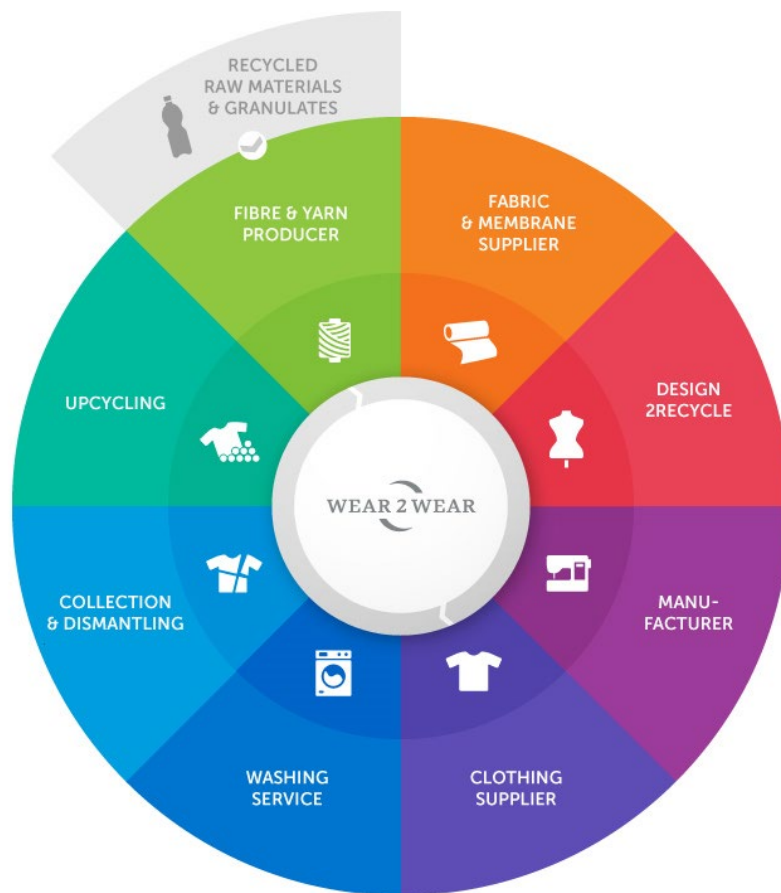 RECYCLED
RAW MATERIALS
& GRANULATES
FIBRE & YARN
PRODUCER
FABRIC
& MEMBRANE
SUPPLIER
DESIGN
2RECYCLE
MANU-
FACTURER
CLOTHING
SUPPLIER
WASHING
SERVICE
COLLECTION
& DISMANTLING
UPCYCLING
WEAR 2 WEAR